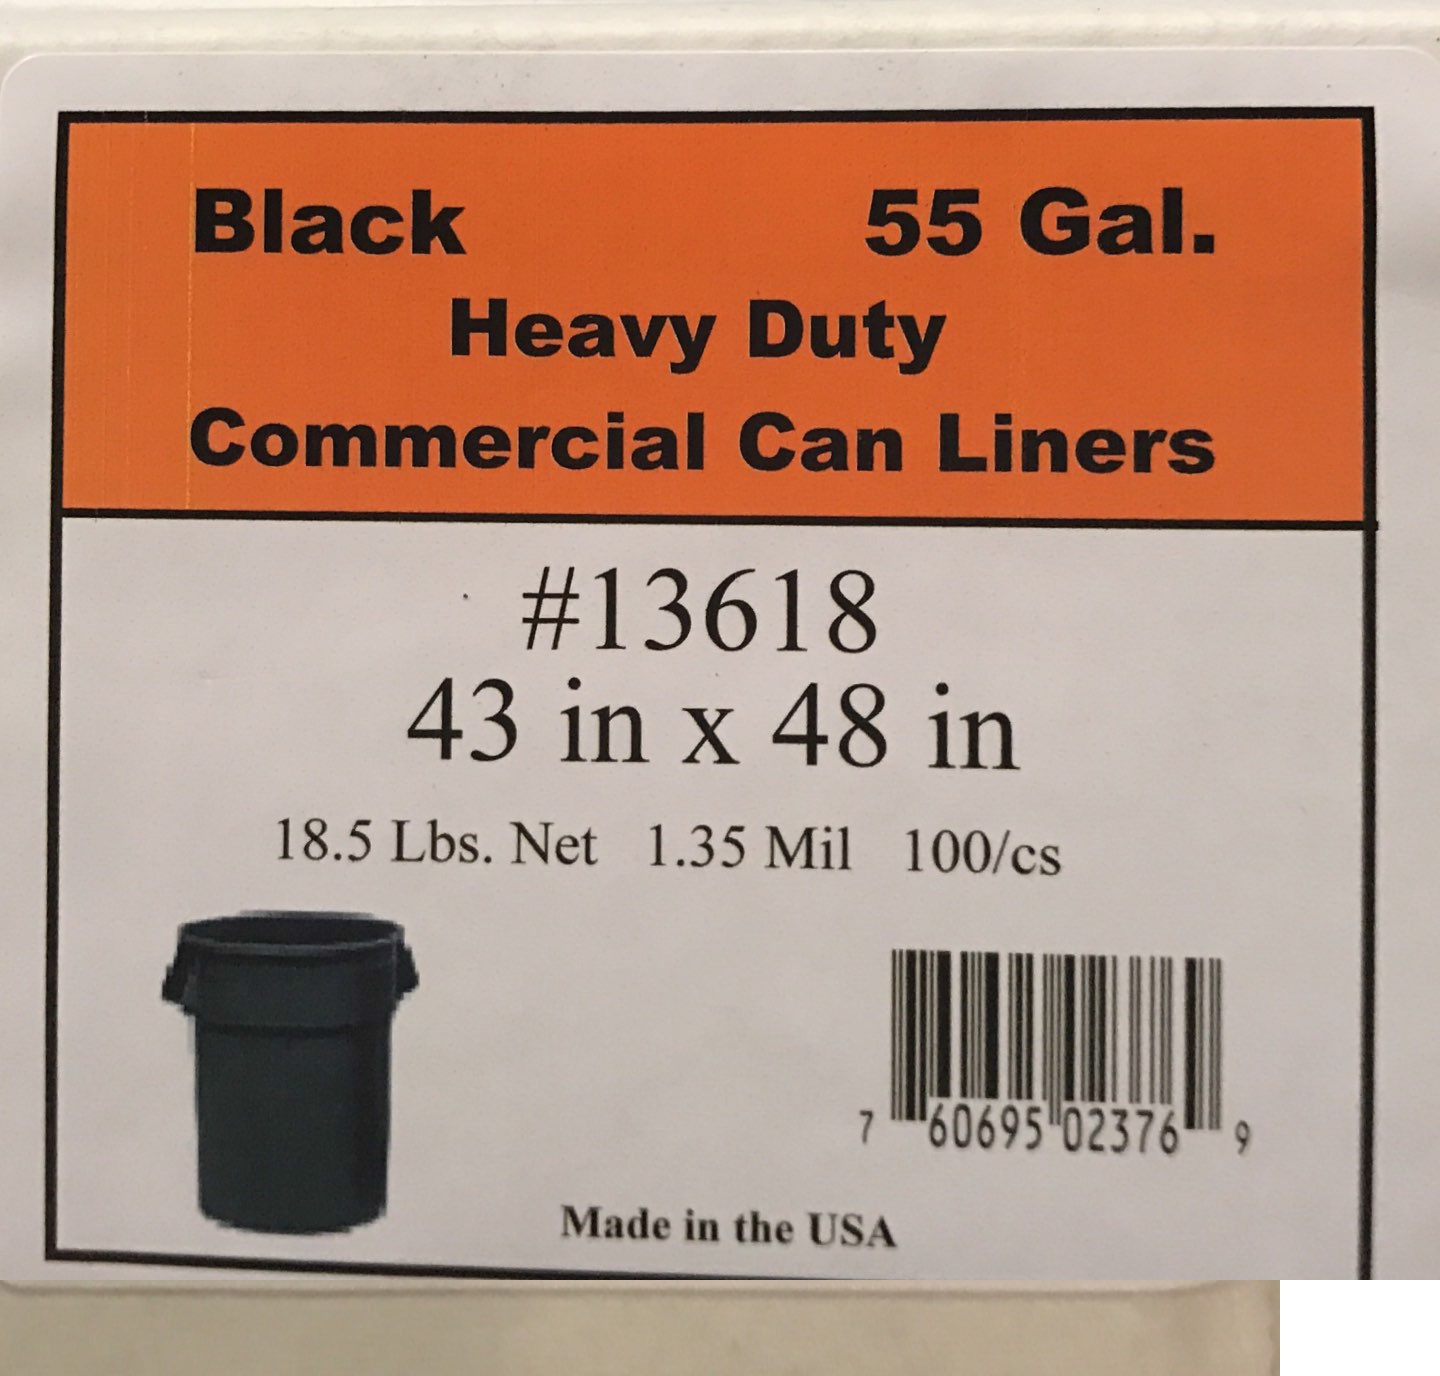 Black 55 Gal.
Heavy Duty
Commercial Can Liners
#13618
43 in x 48 in
18.5 Lbs. Net 1.35 Mil 100/cs
7 60695 02376 9
Made in the USA